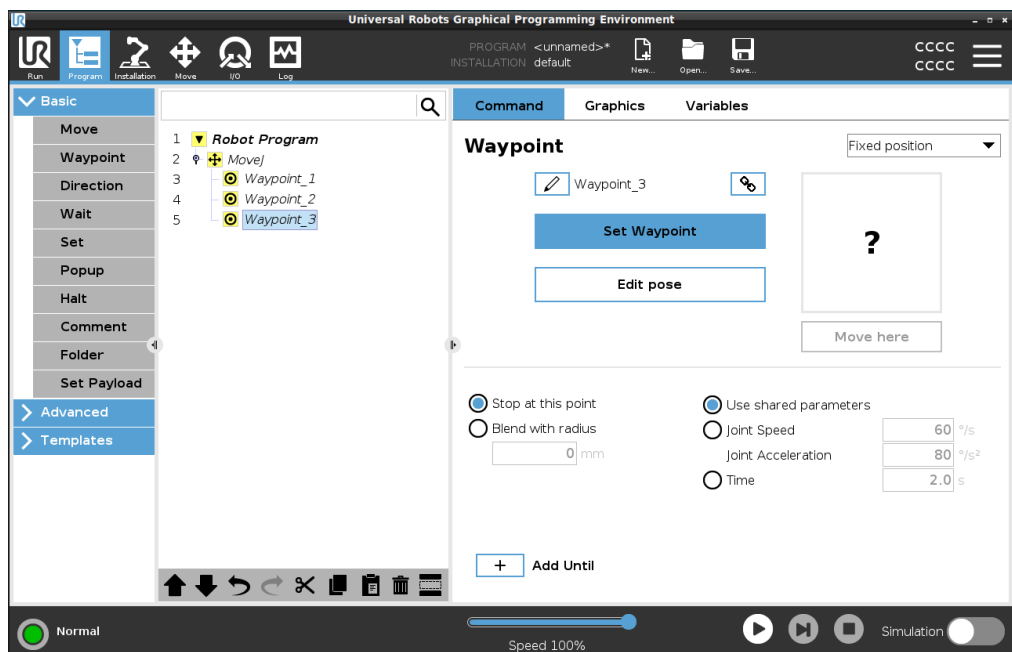 Universal Robots Graphical Programming Environment
UR
Run
Program
Installation
Move
I/O
Log
PROGRAM <unnamed>*
INSTALLATION default
New...
Open...
Save...
CCCC
CCCC
Basic
Move
Waypoint
Direction
Wait
Set
Popup
Halt
Comment
Folder
Set Payload
Advanced
Templates
1 Robot Program
2 MoveJ
3 Waypoint_1
4 Waypoint_2
5 Waypoint_3
Command Graphics Variables
Waypoint
Fixed position
Waypoint_3
Set Waypoint
Edit pose
?
Move here
Stop at this point
Blend with radius
0 mm
Use shared parameters
Joint Speed 60 °/s
Joint Acceleration 80 °/s²
Time 2.0 s
+ Add Until
Normal
Speed 100%
Simulation